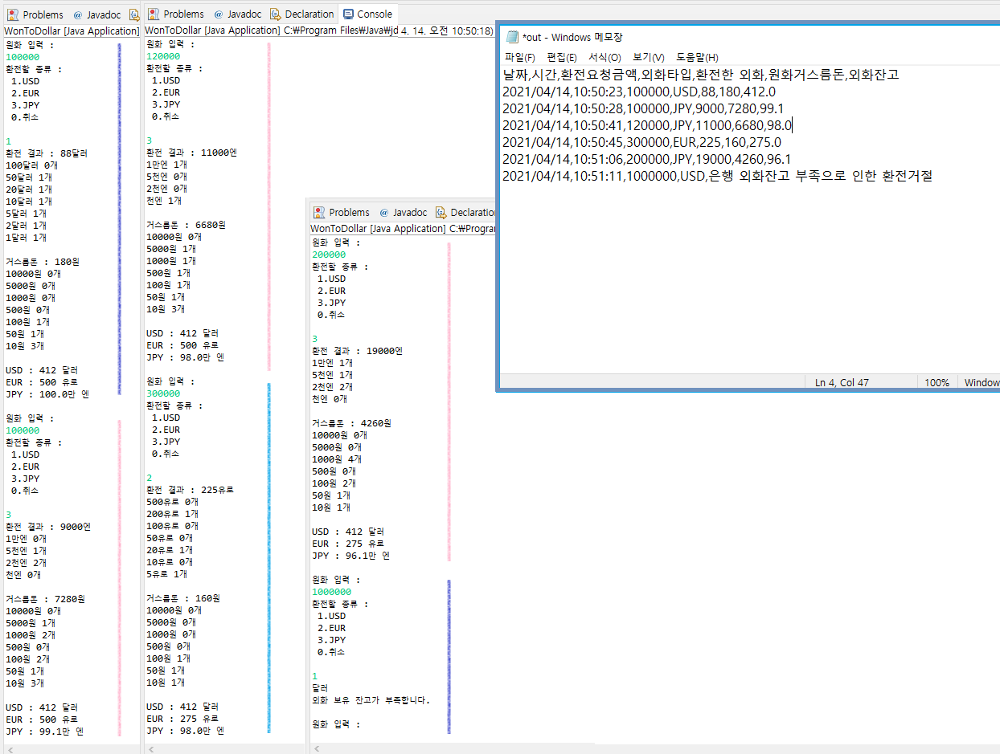 Problems @ Javadoc
WonToDollar [Java Application]
원화 입력 :
100000
환전할 종류 :
1.USD
2.EUR
3.JPY
0.취소
1
환전 결과 : 88달러
100달러 0개
50달러 1개
20달러 1개
10달러 1개
5달러 1개
2달러 1개
1달러 1개
거스름돈 : 180원
10000원 0개
5000원 0개
1000원 0개
500원 0개
100원 1개
50원 1개
10원 3개
USD : 412 달러
EUR : 500 유로
JPY : 100.0만 엔
원화 입력 :
100000
환전할 종류 :
1.USD
2.EUR
3.JPY
0.취소
3
환전 결과 : 9000엔
1만엔 0개
5천엔 1개
2천엔 2개
천엔 0개
거스름돈 : 7280원
10000원 0개
5000원 1개
1000원 2개
500원 0개
100원 2개
50원 1개
10원 3개
USD : 412 달러
EUR : 500 유로
JPY : 99.1만 엔
Problems @ Javadoc Declaration Console
WonToDollar [Java Application] C:₩Program Files₩Java₩jd 4. 14. 오전 10:50:18)
원화 입력 :
120000
환전할 종류 :
1.USD
2.EUR
3.JPY
0.취소
3
환전 결과 : 11000엔
1만엔 1개
5천엔 0개
2천엔 0개
천엔 1개
거스름돈 : 6680원
10000원 0개
5000원 1개
1000원 1개
500원 1개
100원 1개
50원 1개
10원 3개
USD : 412 달러
EUR : 500 유로
JPY : 98.0만 엔
원화 입력 :
300000
환전할 종류 :
1.USD
2.EUR
3.JPY
0.취소
2
환전 결과 : 225유로
500유로 0개
200유로 1개
100유로 0개
50유로 0개
20유로 1개
10유로 0개
5유로 1개
거스름돈 : 160원
10000원 0개
5000원 0개
1000원 0개
500원 0개
100원 1개
50원 1개
10원 1개
USD : 412 달러
EUR : 275 유로
JPY : 98.0만 엔
Problems @ Javadoc Declaratio
WonToDollar [Java Application] C:₩Progra
원화 입력 :
200000
환전할 종류 :
1.USD
2.EUR
3.JPY
0.취소
3
환전 결과 : 19000엔
1만엔 1개
5천엔 1개
2천엔 2개
천엔 0개
거스름돈 : 4260원
10000원 0개
5000원 0개
1000원 4개
500원 0개
100원 2개
50원 1개
10원 1개
USD : 412 달러
EUR : 275 유로
JPY : 96.1만 엔
원화 입력 :
1000000
환전할 종류 :
1.USD
2.EUR
3.JPY
0.취소
1
달러
외화 보유 잔고가 부족합니다.
원화 입력 :
*out - Windows 메모장
파일(F) 편집(E) 서식(O) 보기(V) 도움말(H)
날짜,시간,환전요청금액,외화타입,환전한 외화,원화거스름돈,외화잔고
2021/04/14,10:50:23,100000,USD,88,180,412.0
2021/04/14,10:50:28,100000,JPY,9000,7280,99.1
2021/04/14,10:50:41,120000,JPY,11000,6680,98.0
2021/04/14,10:50:45,300000,EUR,225,160,275.0
2021/04/14,10:51:06,200000,JPY,19000,4260,96.1
2021/04/14,10:51:11,1000000,USD,은행 외화잔고 부족으로 인한 환전거절
Ln 4, Col 47 100% Window